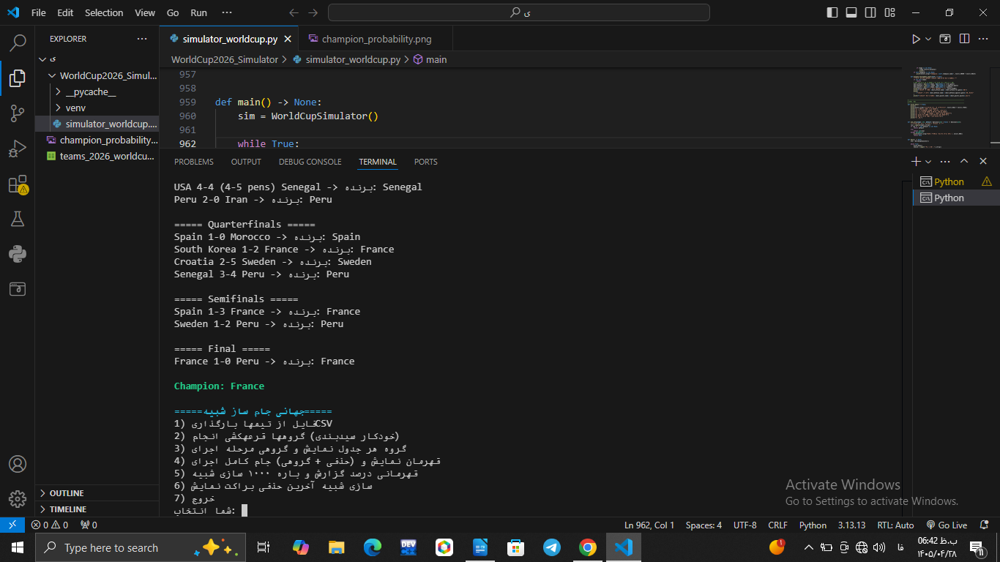 File Edit Selection View Go Run ···
ی
EXPLORER ···
ی
WorldCup2026_Simul...
__pycache__
venv
simulator_worldcup....
champion_probability...
teams_2026_worldcu...
OUTLINE
TIMELINE
simulator_worldcup.py champion_probability.png
WorldCup2026_Simulator > simulator_worldcup.py > main
957
958
959 def main() -> None:
960 sim = WorldCupSimulator()
961
962 while True:
PROBLEMS OUTPUT DEBUG CONSOLE TERMINAL PORTS
Python
Python
USA 4-4 (4-5 pens) Senegal -> برنده: Senegal
Peru 2-0 Iran -> برنده: Peru
===== Quarterfinals =====
Spain 1-0 Morocco -> برنده: Spain
South Korea 1-2 France -> برنده: France
Croatia 2-5 Sweden -> برنده: Sweden
Senegal 3-4 Peru -> برنده: Peru
===== Semifinals =====
Spain 1-3 France -> برنده: France
Sweden 1-2 Peru -> برنده: Peru
===== Final =====
France 1-0 Peru -> برنده: France
Champion: France
=====جهانی جام ساز شبیه=====
1) فایل از تیمها بارگذاری CSV
2) (خودکار سیدبندی) گروهها قرعهکشی انجام
3) گروه هر جدول نمایش و گروهی مرحله اجرای
4) قهرمان نمایش و (حذفی + گروهی) جام کامل اجرای
5) قهرمانی درصد گزارش و باره ۱۰۰۰ سازی شبیه
6) سازی شبیه آخرین حذفی براکت نمایش
7) خروج
شما انتخاب:
Activate Windows
Go to Settings to activate Windows.
0 0 0 Ln 962, Col 1 Spaces: 4 UTF-8 CRLF Python 3.13.13 RTL: Auto Go Live
Type here to search
DEV
1
فا
06:42 ب.ظ
۱۴۰۵/۰۴/۲۸
11